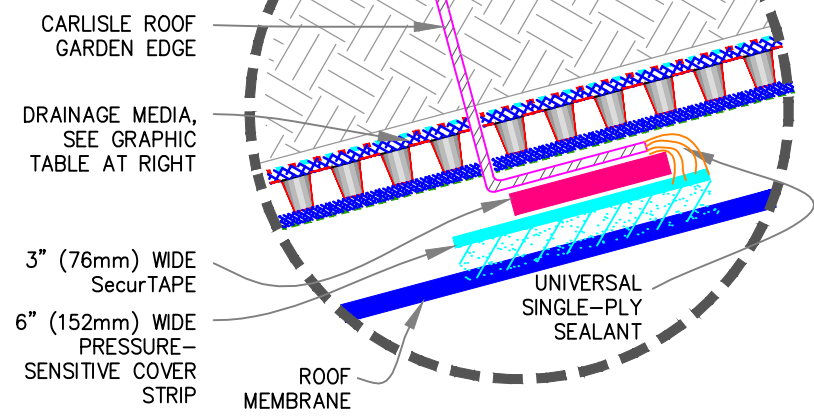 CARLISLE ROOF
GARDEN EDGE
DRAINAGE MEDIA,
SEE GRAPHIC
TABLE AT RIGHT
3" (76mm) WIDE
SecurTAPE
6" (152mm) WIDE
PRESSURE-
SENSITIVE COVER
STRIP
ROOF
MEMBRANE
UNIVERSAL
SINGLE-PLY
SEALANT